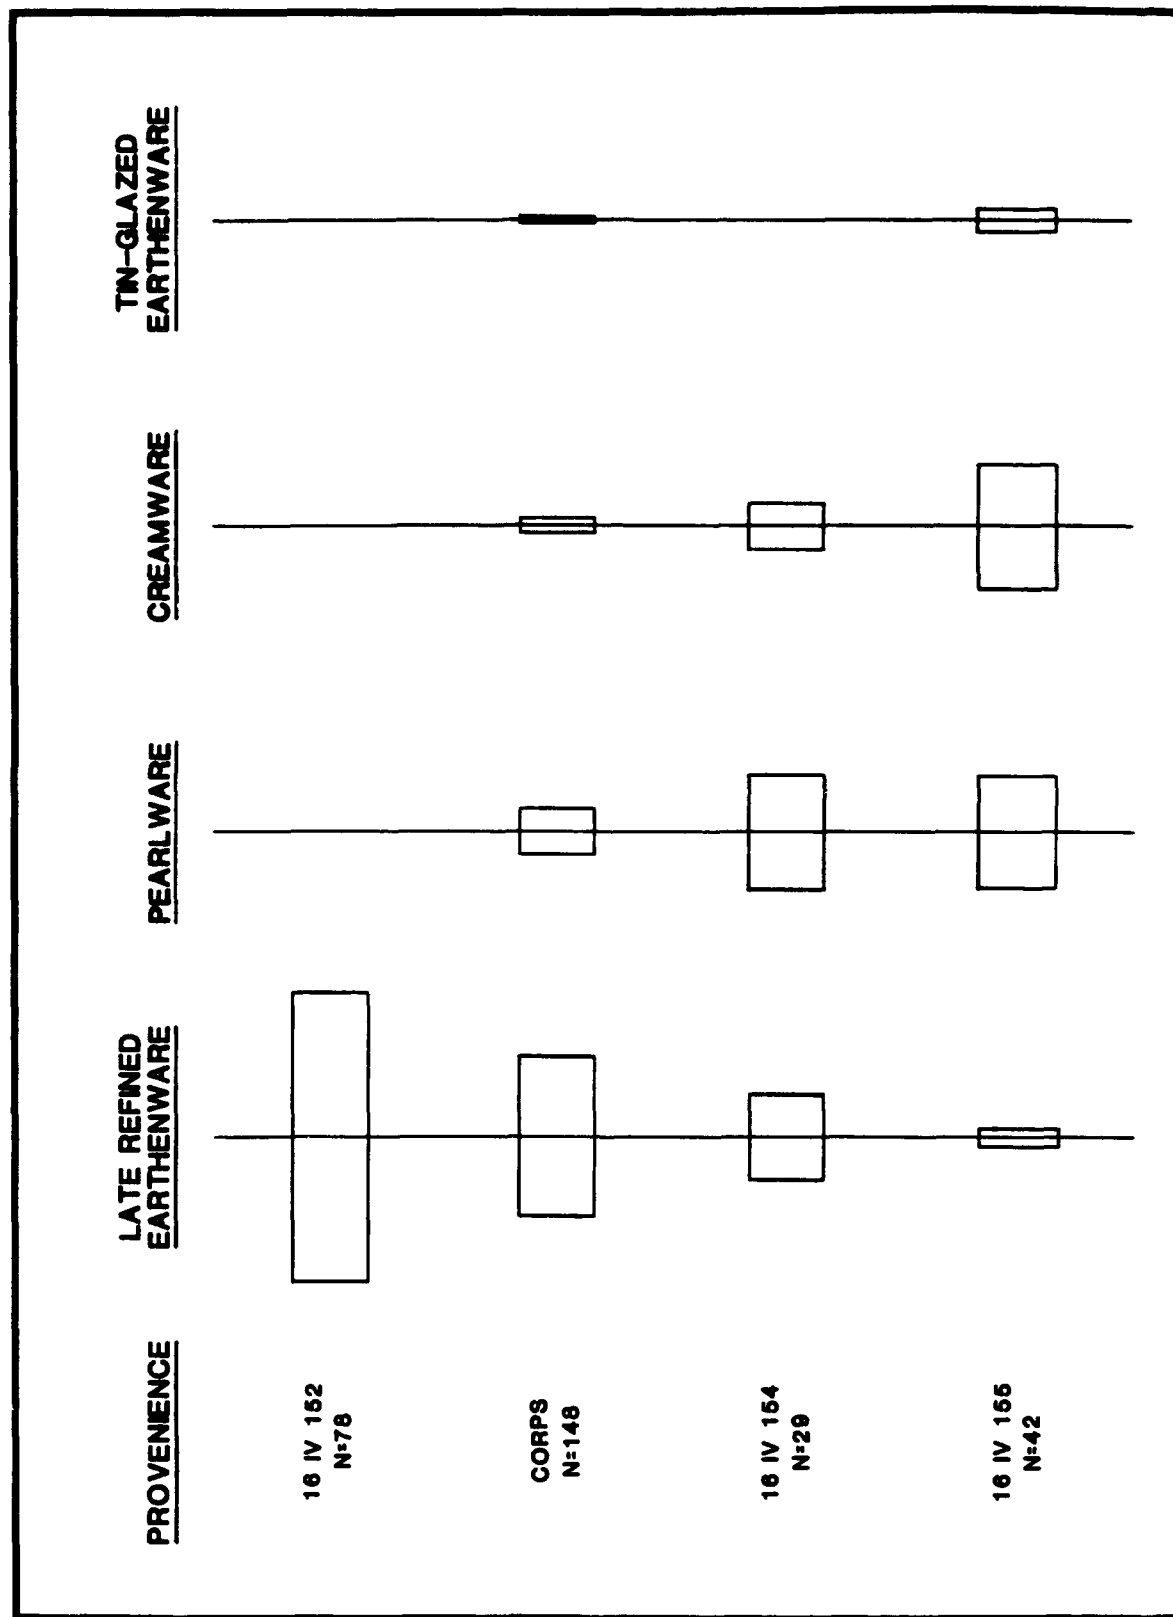 PROVENIENCE
LATE REFINED
EARTHENWARE
PEARLWARE
CREAMWARE
TIN-GLAZED
EARTHENWARE
16 IV 152
N=78
CORPS
N=148
16 IV 154
N=29
16 IV 155
N=42